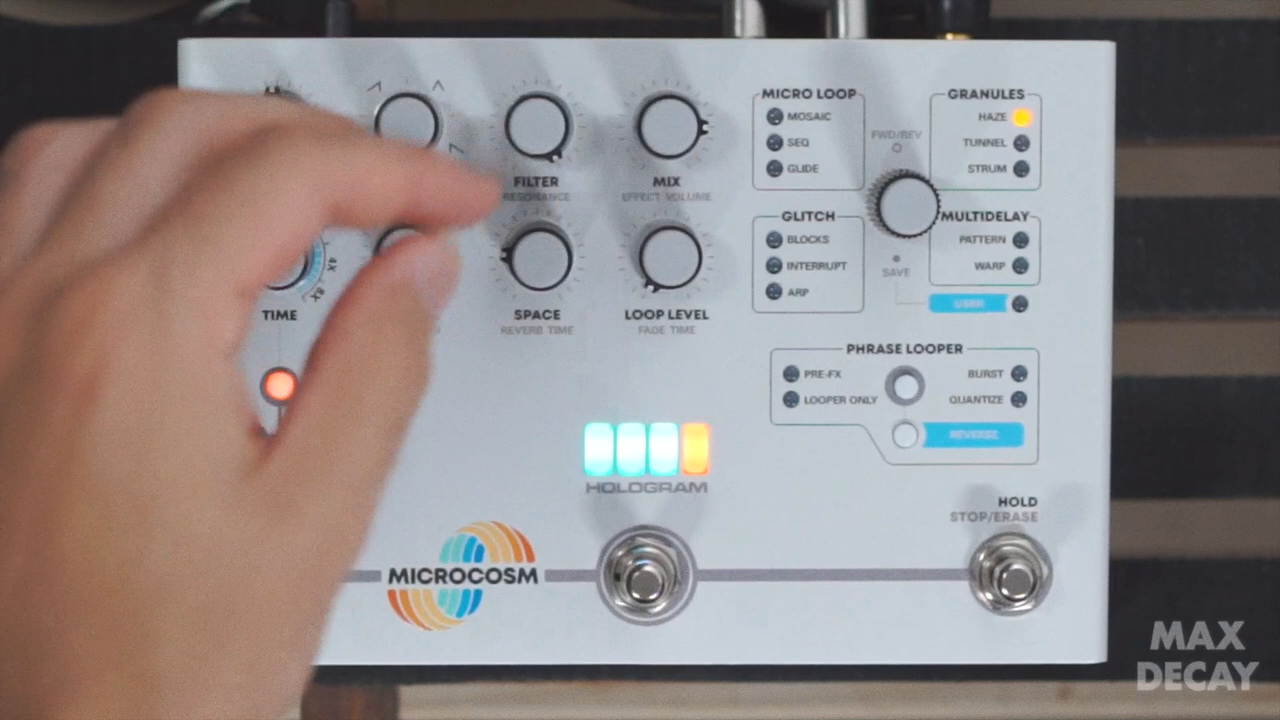 FILTER
RESONANCE
MIX
EFFECT VOLUME
4X
8X
TIME
SPACE
REVERB TIME
LOOP LEVEL
FADE TIME
MICRO LOOP
MOSAIC
SEQ
GLIDE
FWD/REV
GRANULES
HAZE
TUNNEL
STRUM
GLITCH
BLOCKS
INTERRUPT
ARP
SAVE
MULTIDELAY
PATTERN
WARP
USER
PHRASE LOOPER
PRE-FX
LOOPER ONLY
BURST
QUANTIZE
REVERSE
HOLOGRAM
HOLD
STOP/ERASE
MICROCOSM
MAX
DECAY